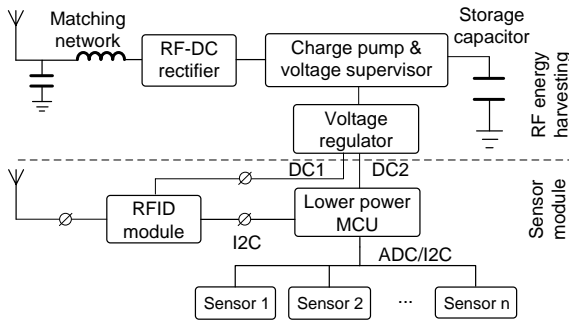 Matching
network
RF-DC
rectifier
Charge pump &
voltage supervisor
Storage
capacitor
RF energy
harvesting
Voltage
regulator
DC1
DC2
RFID
module
I2C
Lower power
MCU
Sensor
module
ADC/I2C
Sensor 1
Sensor 2
...
Sensor n